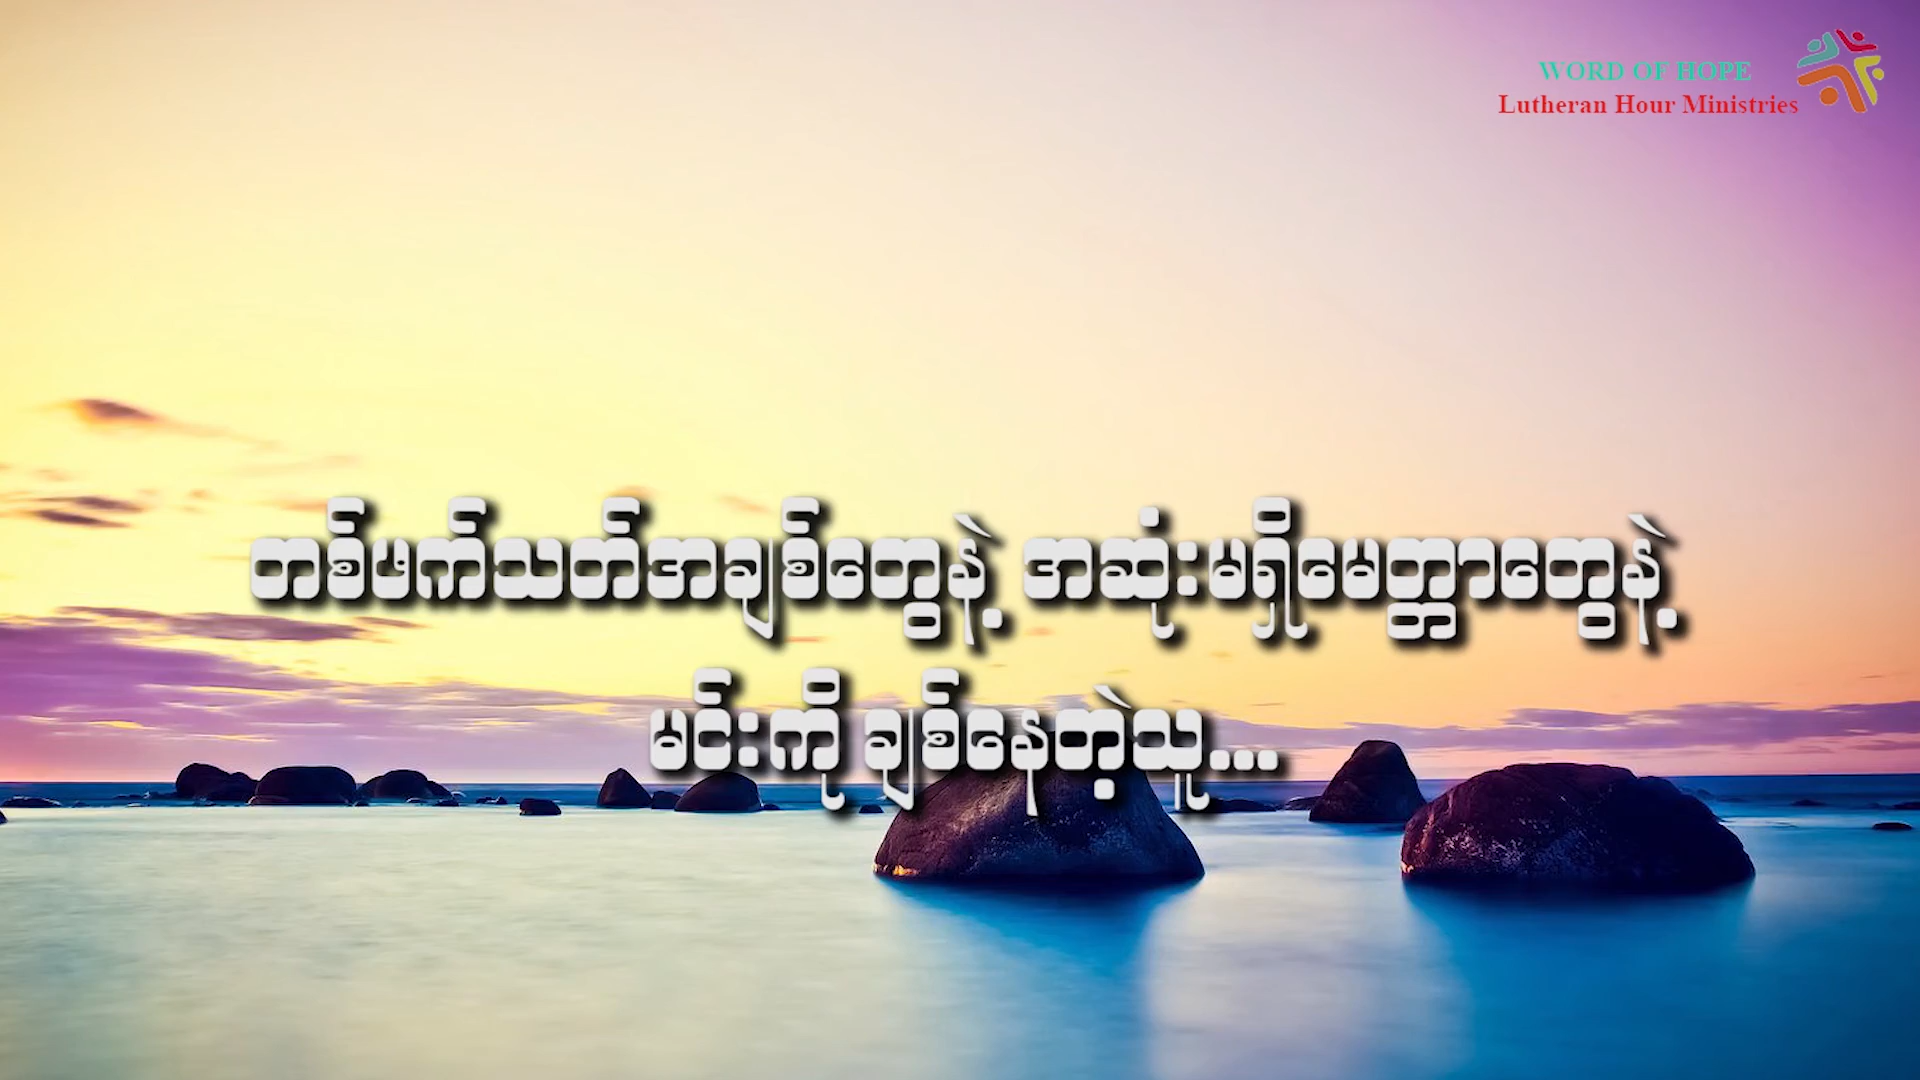 WORD OF HOPE
Lutheran Hour Ministries
တစ်ဖက်သတ်အချစ်တွေနဲ့ အဆုံးမရှိမေတ္တာတွေနဲ့
မင်းကို ချစ်နေတဲ့သူ...